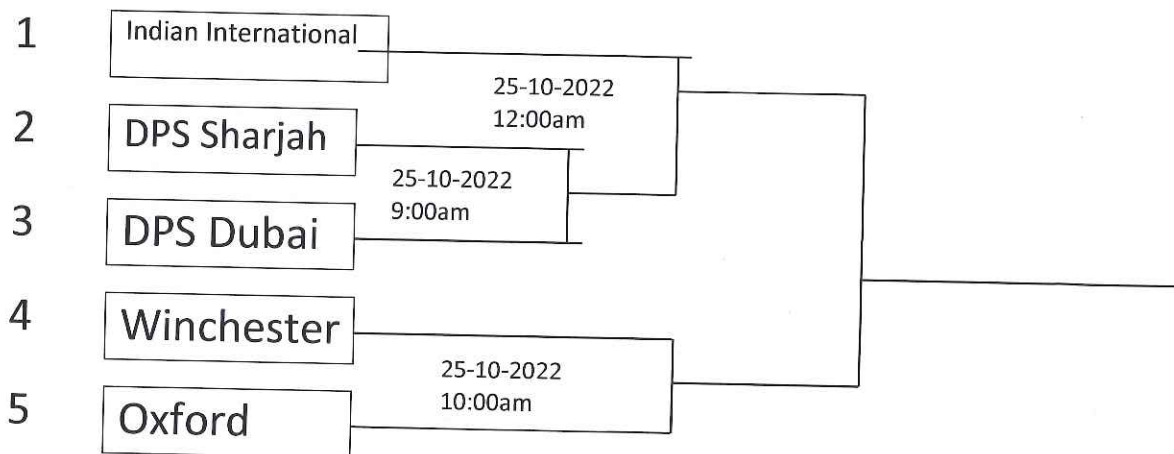 1
Indian International
25-10-2022
12:00am
2
DPS Sharjah
25-10-2022
9:00am
3
DPS Dubai
4
Winchester
25-10-2022
10:00am
5
Oxford